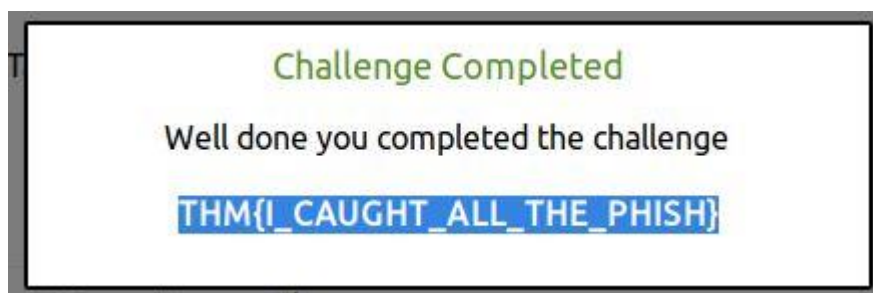 T
Challenge Completed
Well done you completed the challenge
THM{I_CAUGHT_ALL_THE_PHISH}